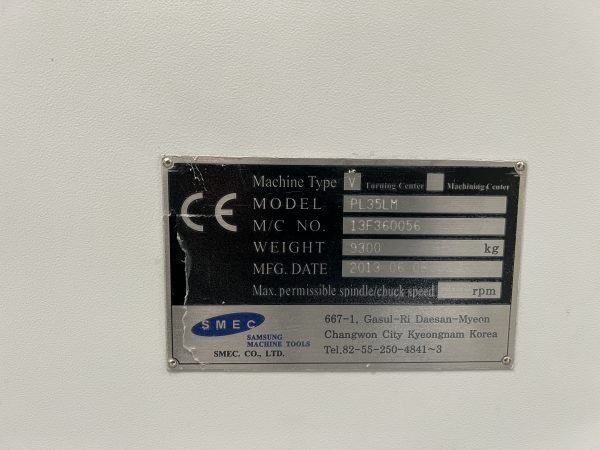 CE
Machine Type V Turning Center Machining Center
MODEL PL35LM
M/C NO. 13F360056
WEIGHT 9300 kg
MFG. DATE 2013 06
Max. permissible spindle/chuck speed rpm
SMEC
SAMSUNG
MACHINE TOOLS
SMEC. CO., LTD.
667-1, Gasul-Ri Daesan-Myeon
Changwon City Kyeongnam Korea
Tel.82-55-250-4841~3